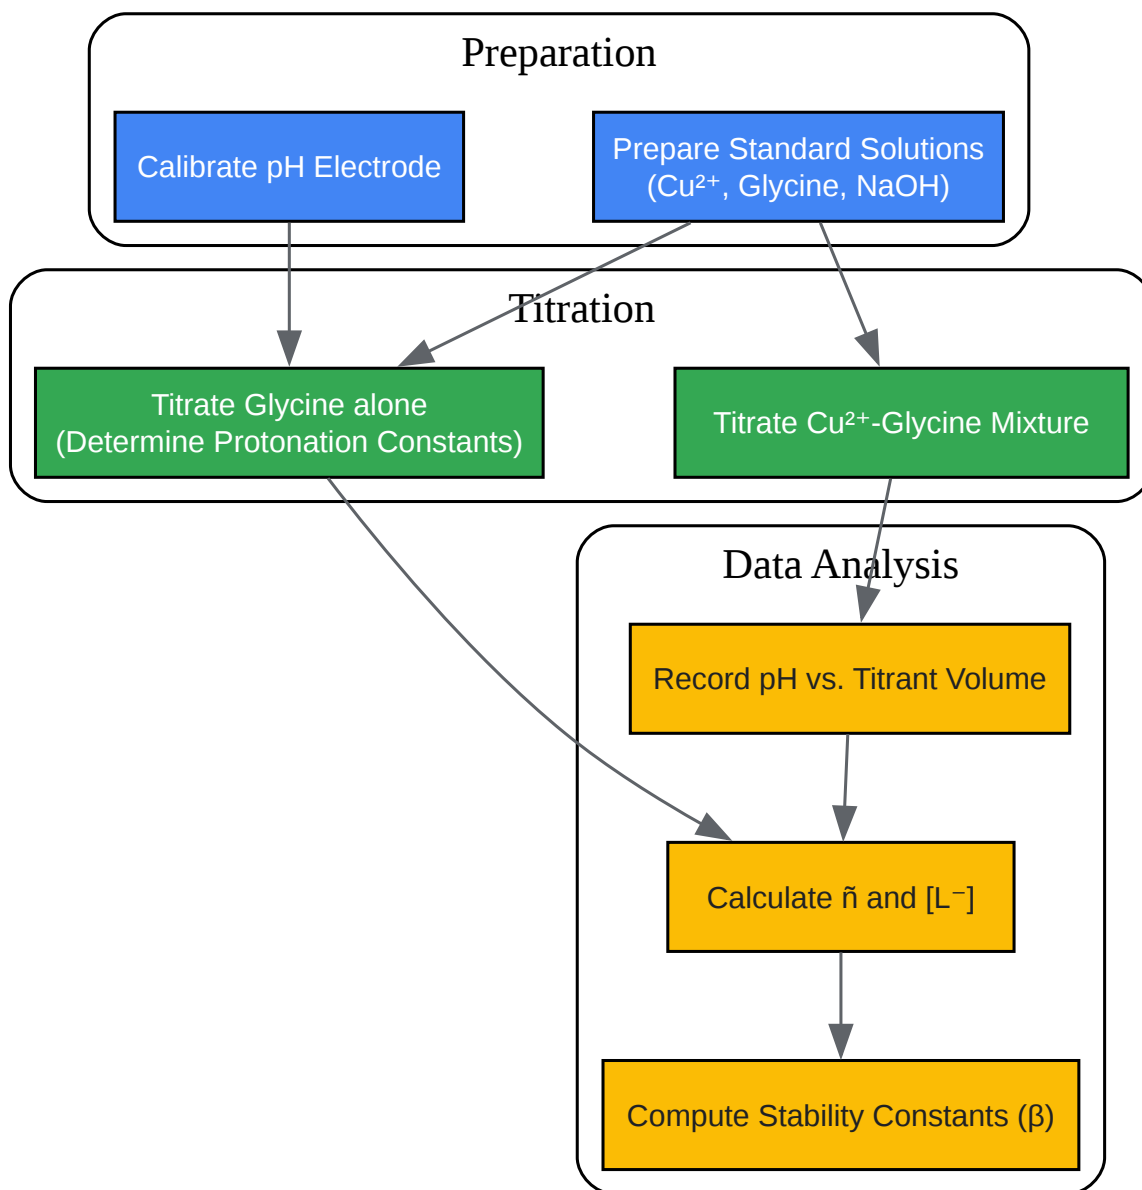 Preparation
Calibrate pH Electrode
Prepare Standard Solutions
(Cu²⁺, Glycine, NaOH)
Titration
Titrate Glycine alone
(Determine Protonation Constants)
Titrate Cu²⁺-Glycine Mixture
Data Analysis
Record pH vs. Titrant Volume
Calculate ñ and [L⁻]
Compute Stability Constants (β)